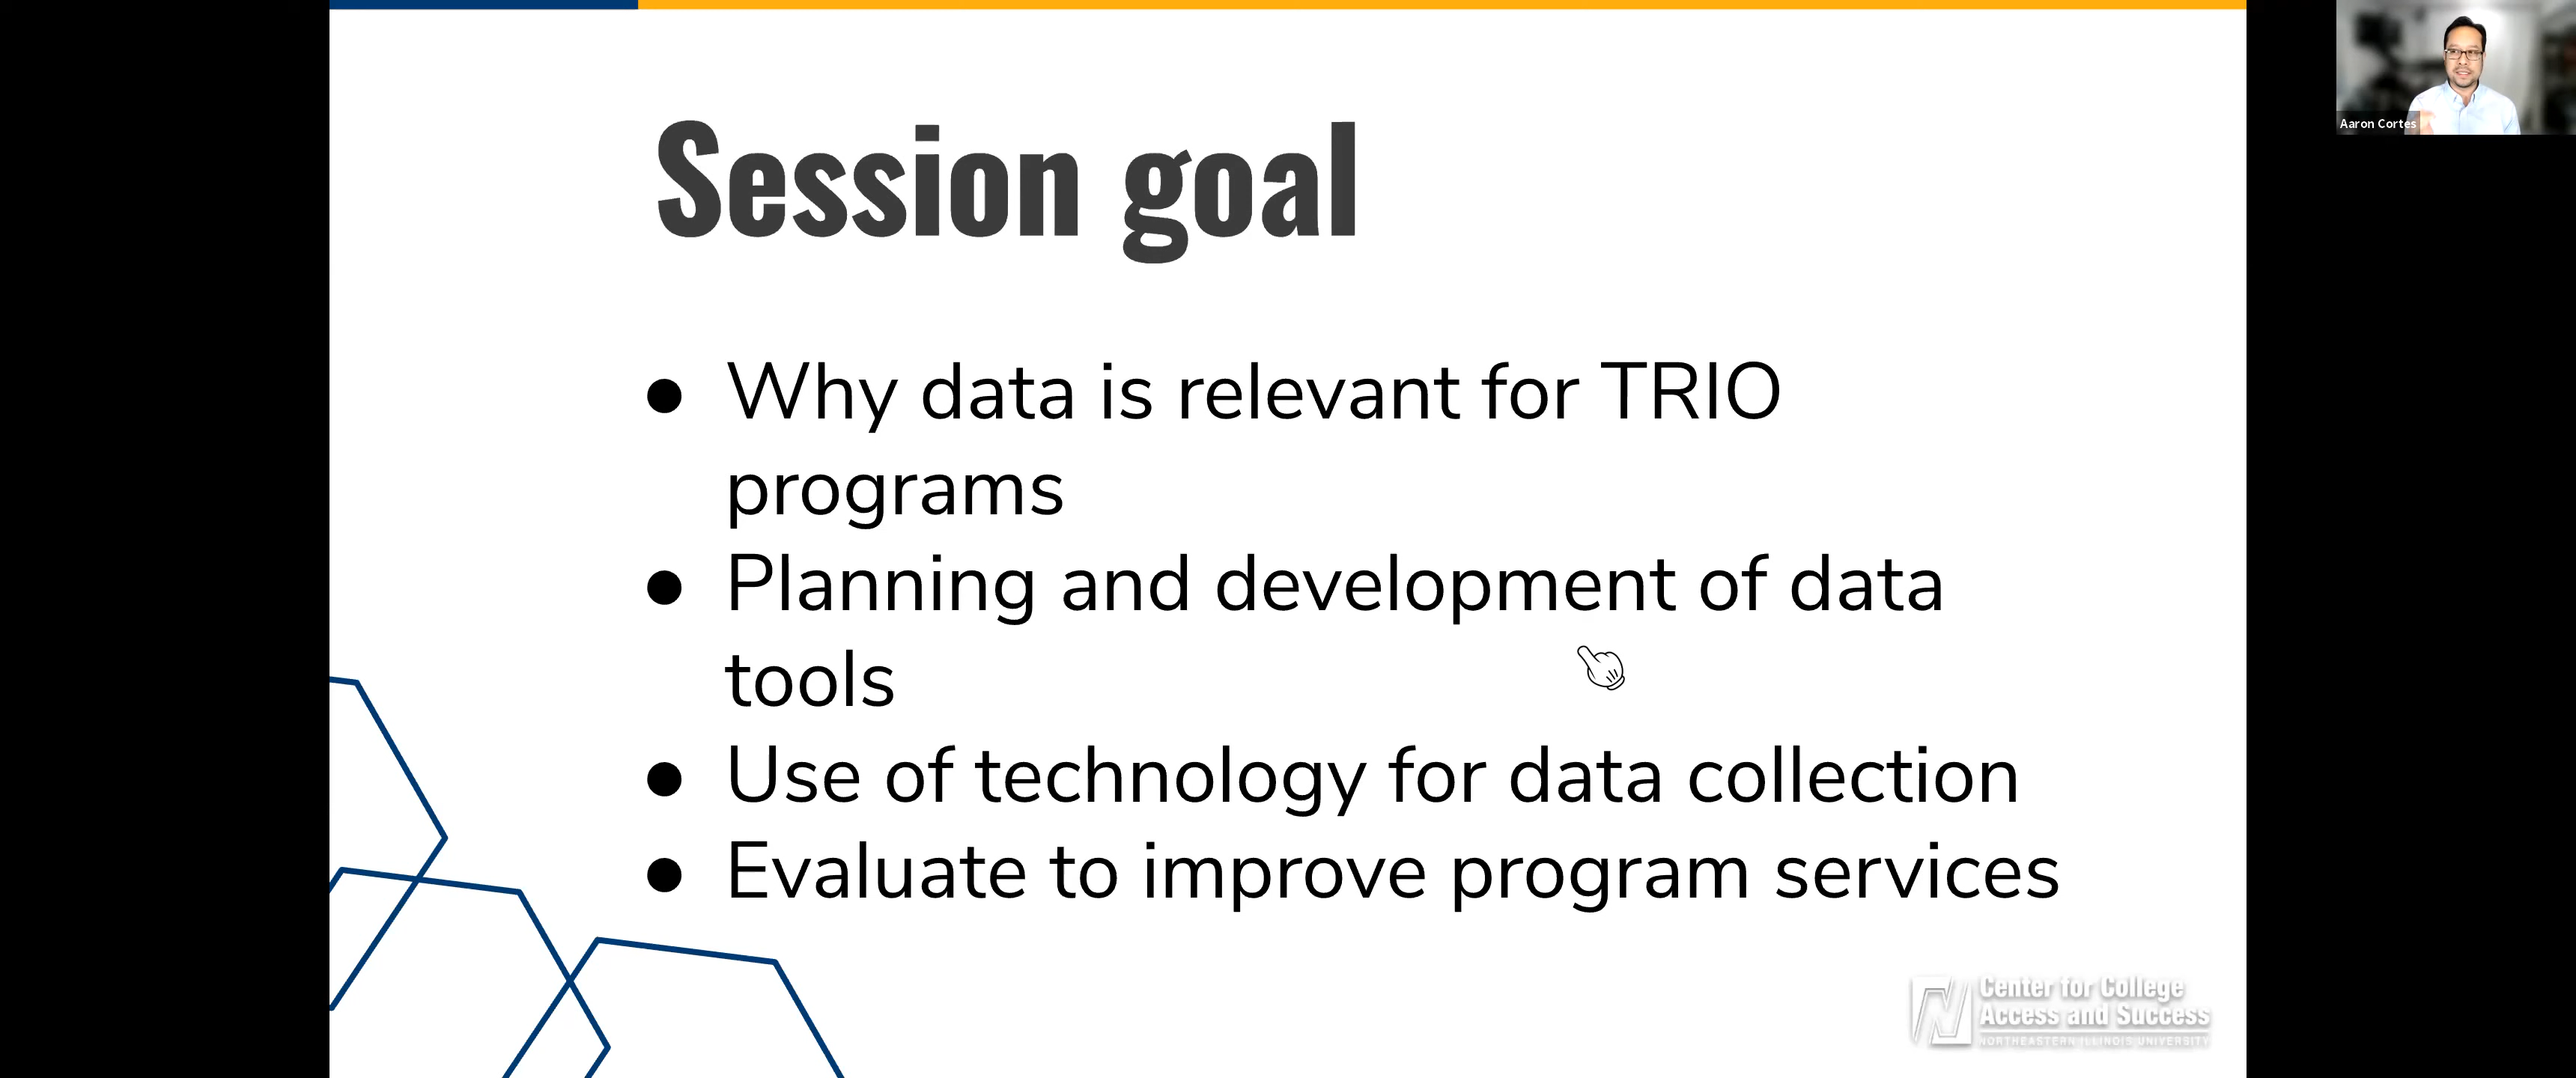 Session goal
● Why data is relevant for TRIO
programs
● Planning and development of data
tools
● Use of technology for data collection
● Evaluate to improve program services
Aaron Cortes
Center for College
Access and Success
NORTHEASTERN ILLINOIS UNIVERSITY